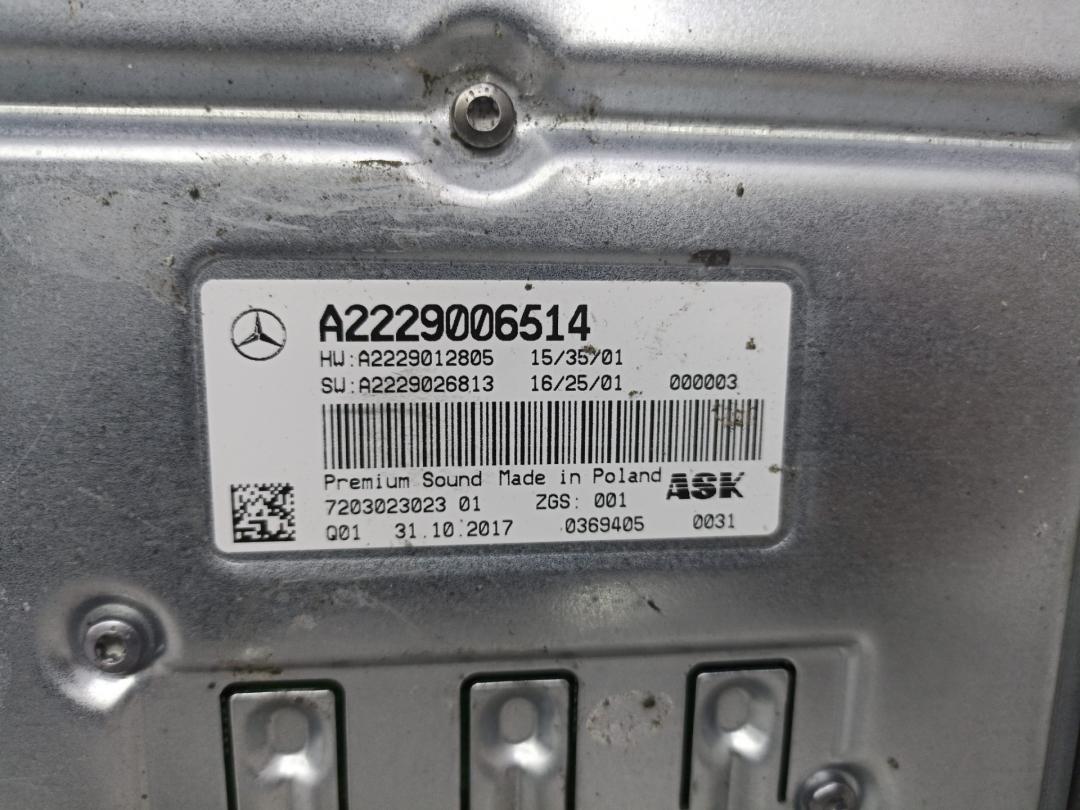 A2229006514
HW:A2229012805 15/35/01
SW:A2229026813 16/25/01 000003
Premium Sound Made in Poland ASK
7203023023 01 ZGS: 001
Q01 31.10.2017 0369405 0031